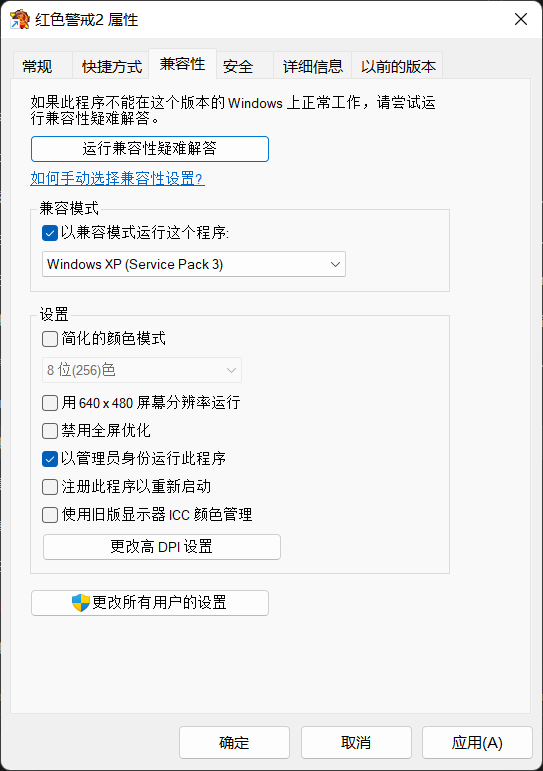 红色警戒2 属性
常规 快捷方式 兼容性 安全 详细信息 以前的版本
如果此程序不能在这个版本的 Windows 上正常工作，请尝试运
行兼容性疑难解答。
运行兼容性疑难解答
如何手动选择兼容性设置?
兼容模式
以兼容模式运行这个程序:
Windows XP (Service Pack 3)
设置
简化的颜色模式
8 位(256)色
用 640 x 480 屏幕分辨率运行
禁用全屏优化
以管理员身份运行此程序
注册此程序以重新启动
使用旧版显示器 ICC 颜色管理
更改高 DPI 设置
更改所有用户的设置
确定 取消 应用(A)